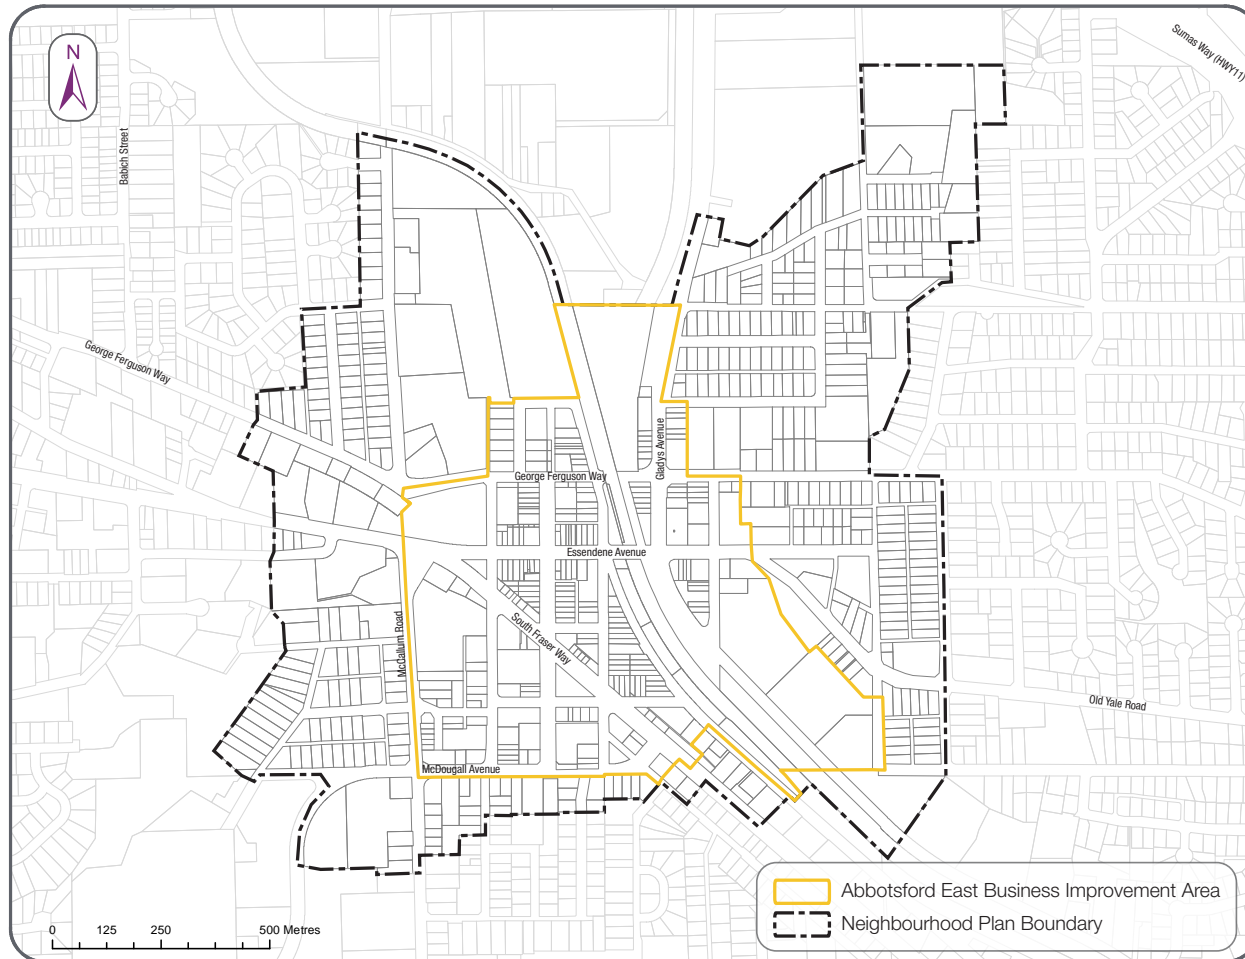 N
Sumas Way (HWY11)
Babich Street
George Ferguson Way
Gladys Avenue
George Ferguson Way
Essendene Avenue
McCallum Road
South Fraser Way
Old Yale Road
McDougall Avenue
0 125 250 500 Metres
Abbotsford East Business Improvement Area
Neighbourhood Plan Boundary